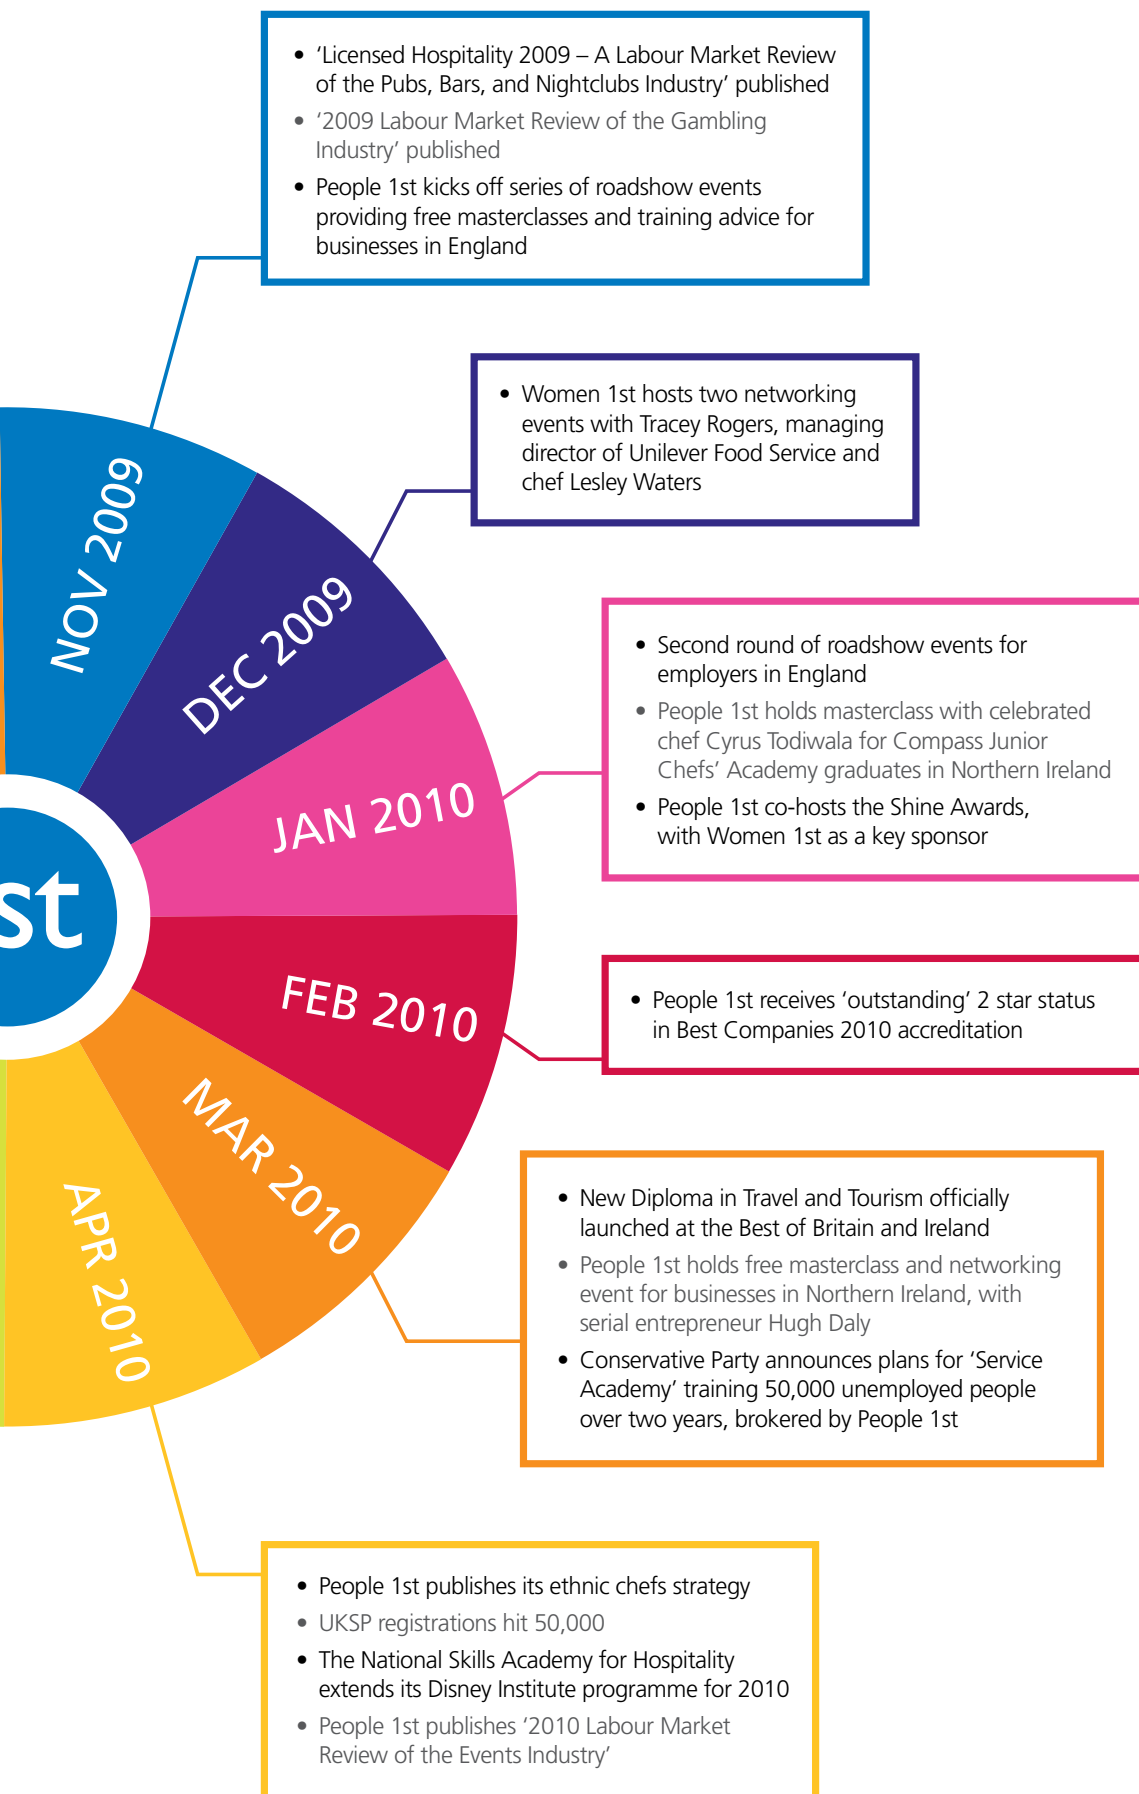 • ‘Licensed Hospitality 2009 – A Labour Market Review
of the Pubs, Bars, and Nightclubs Industry’ published
• ‘2009 Labour Market Review of the Gambling
Industry’ published
• People 1st kicks off series of roadshow events
providing free masterclasses and training advice for
businesses in England
NOV 2009
• Women 1st hosts two networking
events with Tracey Rogers, managing
director of Unilever Food Service and
chef Lesley Waters
DEC 2009
• Second round of roadshow events for
employers in England
• People 1st holds masterclass with celebrated
chef Cyrus Todiwala for Compass Junior
Chefs’ Academy graduates in Northern Ireland
• People 1st co-hosts the Shine Awards,
with Women 1st as a key sponsor
JAN 2010
st
FEB 2010
• People 1st receives ‘outstanding’ 2 star status
in Best Companies 2010 accreditation
MAR 2010
• New Diploma in Travel and Tourism officially
launched at the Best of Britain and Ireland
• People 1st holds free masterclass and networking
event for businesses in Northern Ireland, with
serial entrepreneur Hugh Daly
• Conservative Party announces plans for ‘Service
Academy’ training 50,000 unemployed people
over two years, brokered by People 1st
APR 2010
• People 1st publishes its ethnic chefs strategy
• UKSP registrations hit 50,000
• The National Skills Academy for Hospitality
extends its Disney Institute programme for 2010
• People 1st publishes ‘2010 Labour Market
Review of the Events Industry’